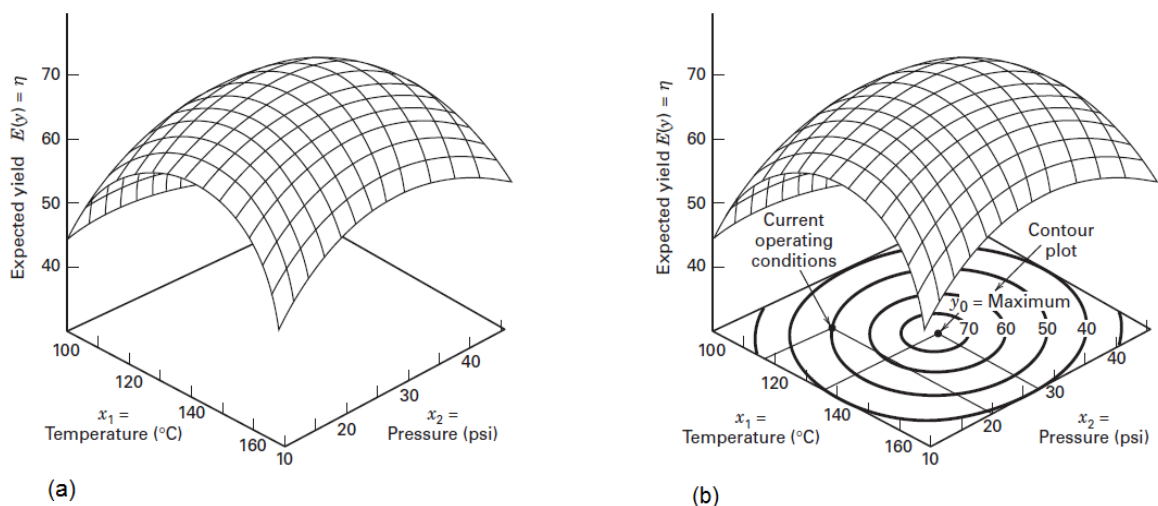 70
60
50
40
Expected yield E(y) = η
100
120
140
160
10
20
30
40
x₁ =
Temperature (°C)
x₂ =
Pressure (psi)
(a)
70
60
50
40
Expected yield E(y) = η
Current
operating
conditions
Contour
plot
y₀ = Maximum
70 60 50 40
100
120
140
160
10
20
30
40
x₁ =
Temperature (°C)
x₂ =
Pressure (psi)
(b)